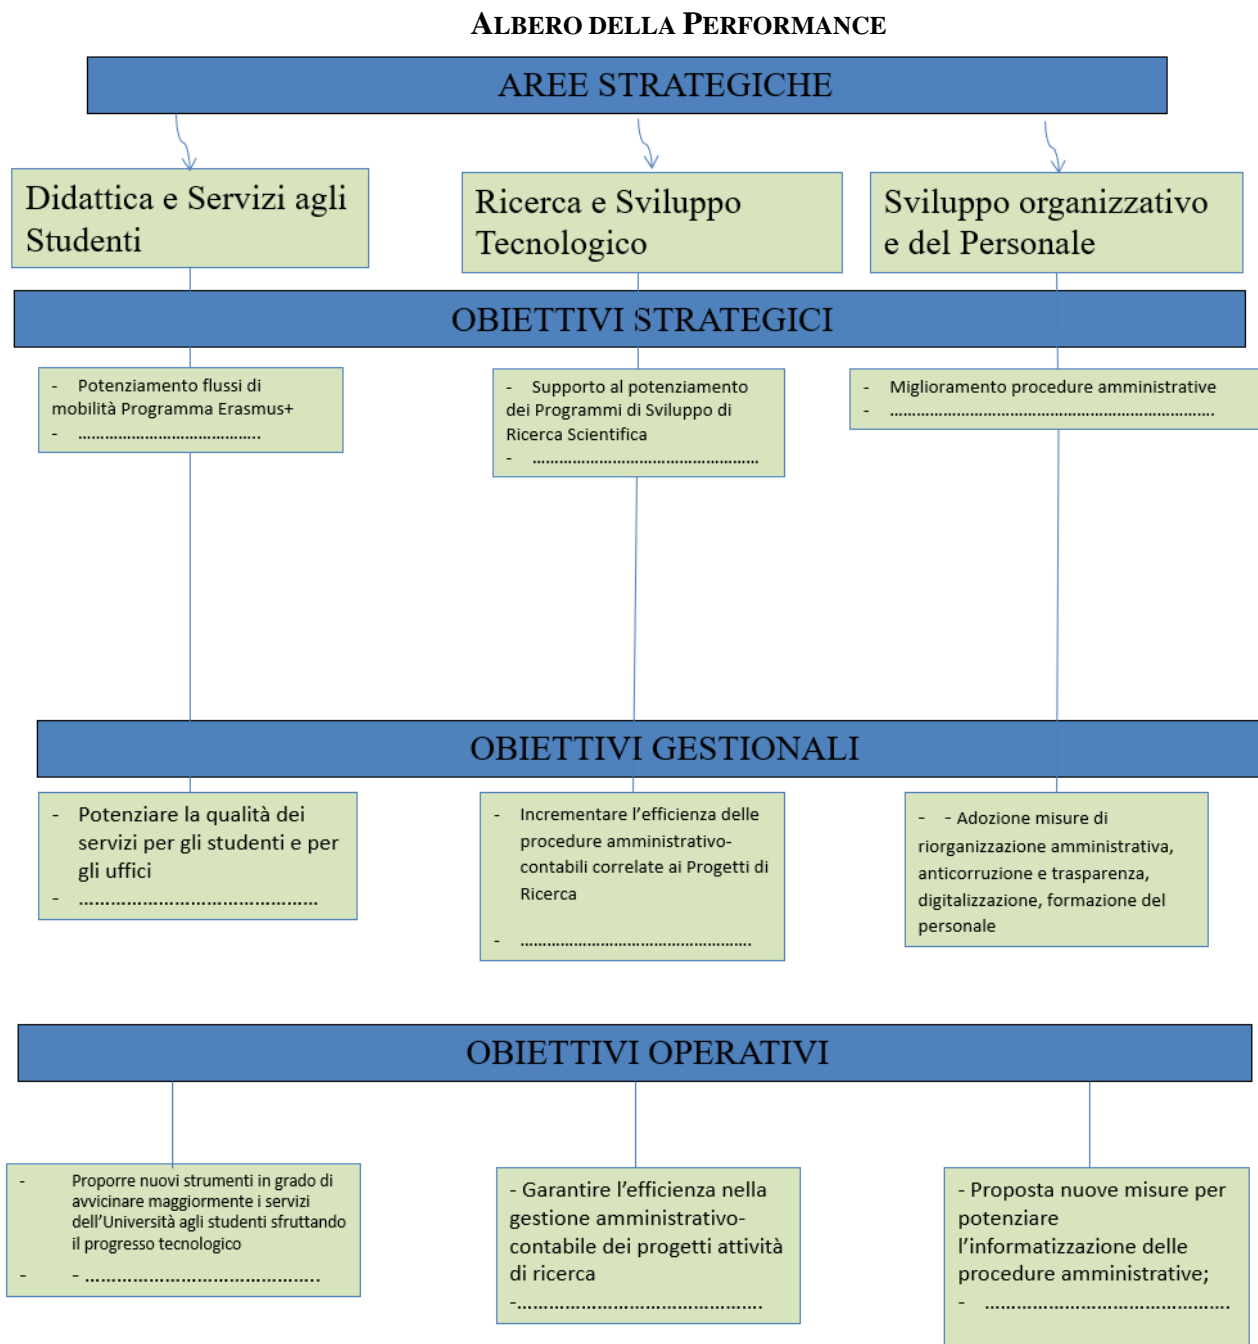 ALBERO DELLA PERFORMANCE
AREE STRATEGICHE
Didattica e Servizi agli
Studenti
Ricerca e Sviluppo
Tecnologico
Sviluppo organizzativo
e del Personale
OBIETTIVI STRATEGICI
- Potenziamento flussi di
mobilità Programma Erasmus+
- …………………………………..
- Supporto al potenziamento
dei Programmi di Sviluppo di
Ricerca Scientifica
- ……………………………………………
- Miglioramento procedure amministrative
- ……………………………………………………………….
OBIETTIVI GESTIONALI
- Potenziare la qualità dei
servizi per gli studenti e per
gli uffici
- ………………………………………
- Incrementare l’efficienza delle
procedure amministrativo-
contabili correlate ai Progetti di
Ricerca
- …………………………………………….
- - Adozione misure di
riorganizzazione amministrativa,
anticorruzione e trasparenza,
digitalizzazione, formazione del
personale
OBIETTIVI OPERATIVI
- Proporre nuovi strumenti in grado di
avvicinare maggiormente i servizi
dell’Università agli studenti sfruttando
il progresso tecnologico
- - ……………………………………..
- Garantire l’efficienza nella
gestione amministrativo-
contabile dei progetti attività
di ricerca
-……………………………………….
- Proposta nuove misure per
potenziare
l’informatizzazione delle
procedure amministrative;
- ……………………………………….